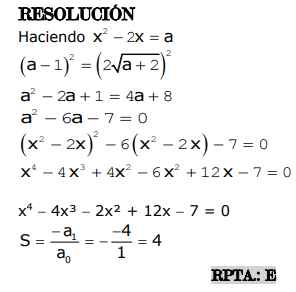 RESOLUCIÓN
Haciendo x² − 2x = a
(a − 1)² = (2√(a + 2))²
a² − 2a + 1 = 4a + 8
a² − 6a − 7 = 0
(x² − 2x)² − 6(x² − 2x) − 7 = 0
x⁴ − 4x³ + 4x² − 6x² + 12x − 7 = 0
x⁴ – 4x³ – 2x² + 12x – 7 = 0
S = −a₁/a₀ = −−4/1 = 4
RPTA.: E